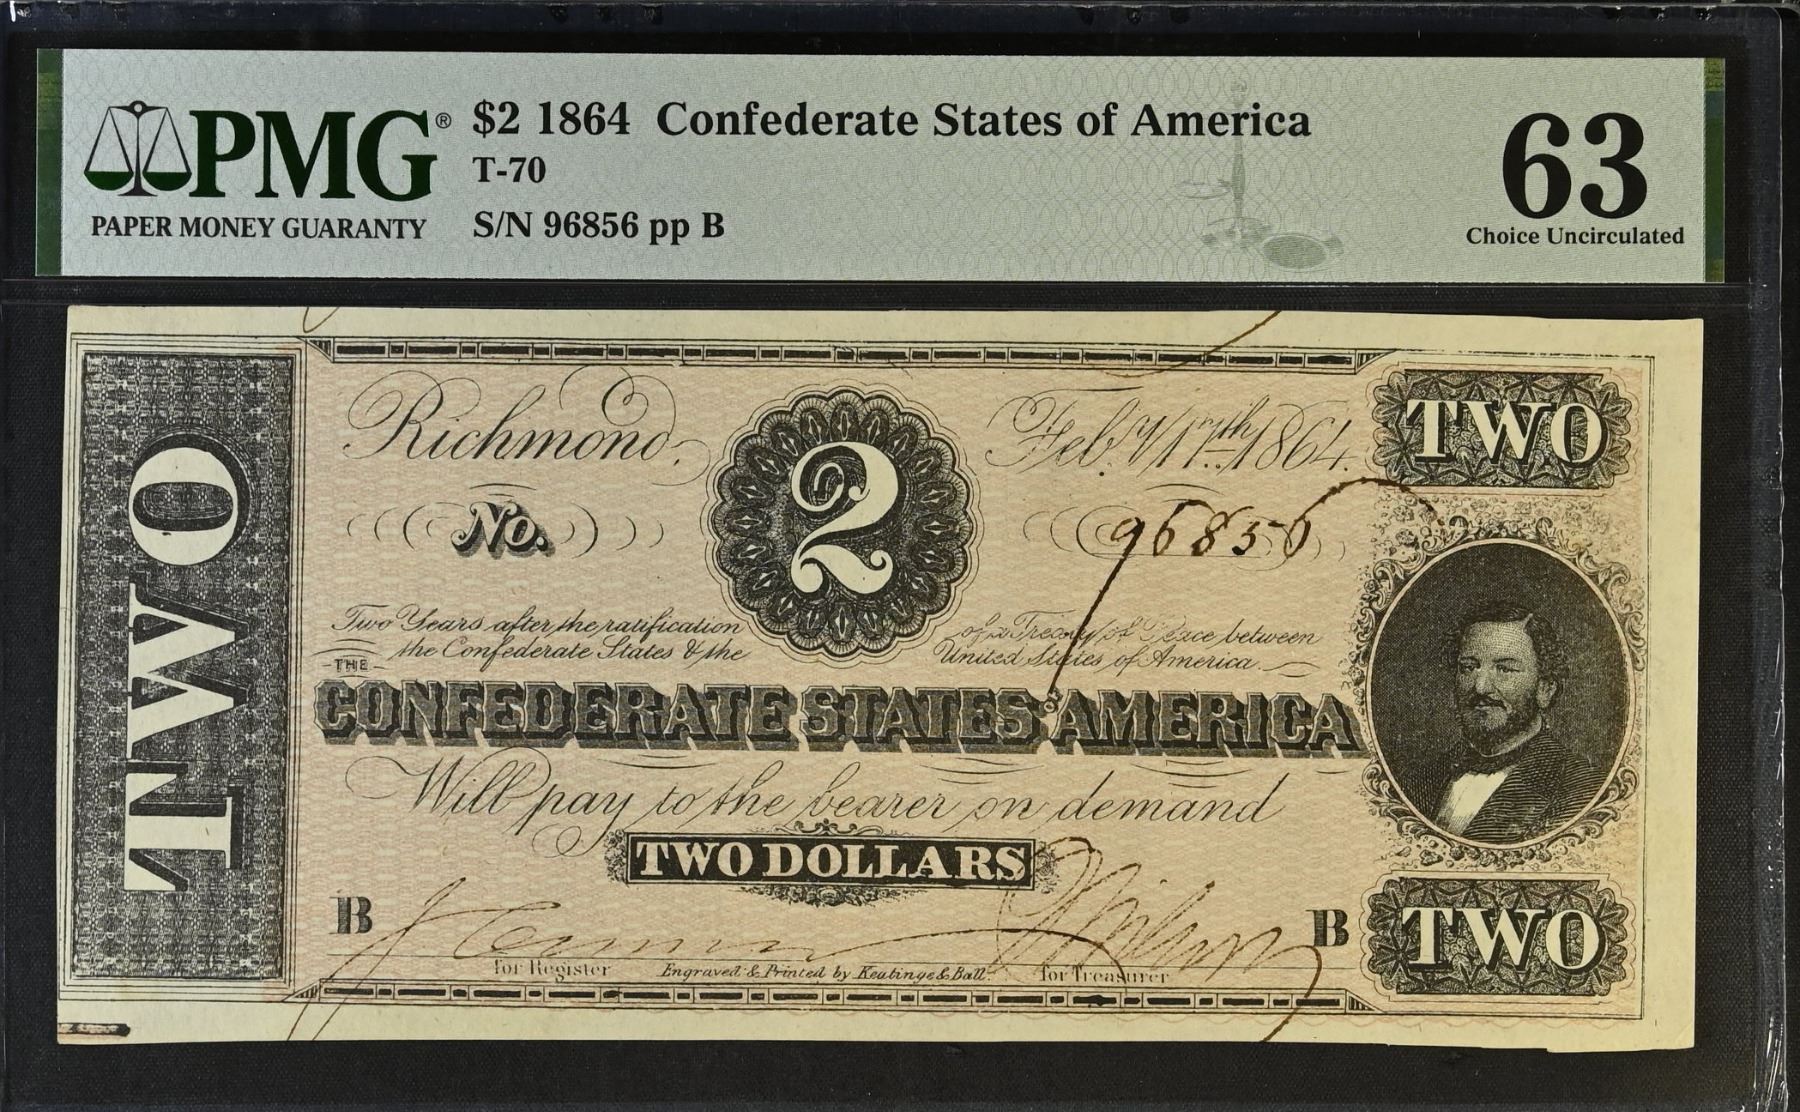 PMG® $2 1864 Confederate States of America 63
T-70
PAPER MONEY GUARANTY S/N 96856 pp B Choice Uncirculated
Richmond, 2 Feb.y 17th 1864. TWO
TWO
No. 96856
Two Years after the ratification of a Treaty of Peace between
the Confederate States & the United States of America.
THE
CONFEDERATE STATES OF AMERICA
Will pay to the bearer on demand
TWO DOLLARS
B B TWO
for Register Engraved & Printed by Keatinge & Ball. for Treasurer